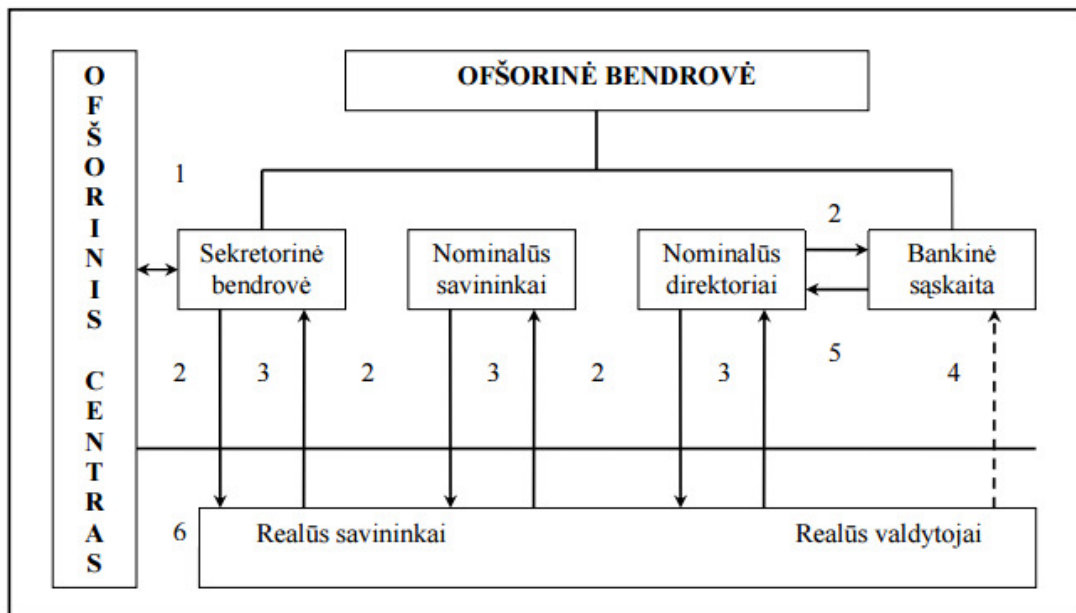 OFŠORINIS CENTRAS
OFŠORINĖ BENDROVĖ
1
2
Sekretorinė
bendrovė
Nominalūs
savininkai
Nominalūs
direktoriai
Bankinė
sąskaita
5
2
3
2
3
2
3
4
6
Realūs savininkai
Realūs valdytojai